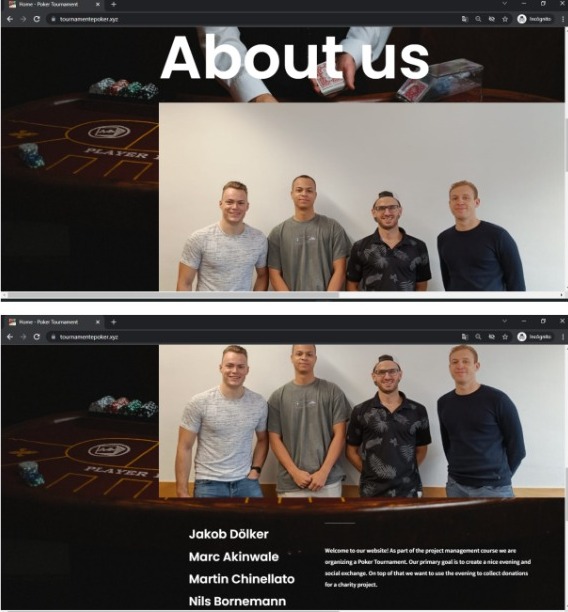 Home - Poker Tournament
tournamentepoker.xyz
Incógnito
About us
PLAYER
Home - Poker Tournament
tournamentepoker.xyz
Incógnito
PLAYER
Jakob Dölker
Marc Akinwale
Martin Chinellato
Nils Bornemann
Welcome to our website! As part of the project management course we are
organizing a Poker Tournament. Our primary goal is to create a nice evening and
social exchange. On top of that we want to use the evening to collect donations
for a charity project.